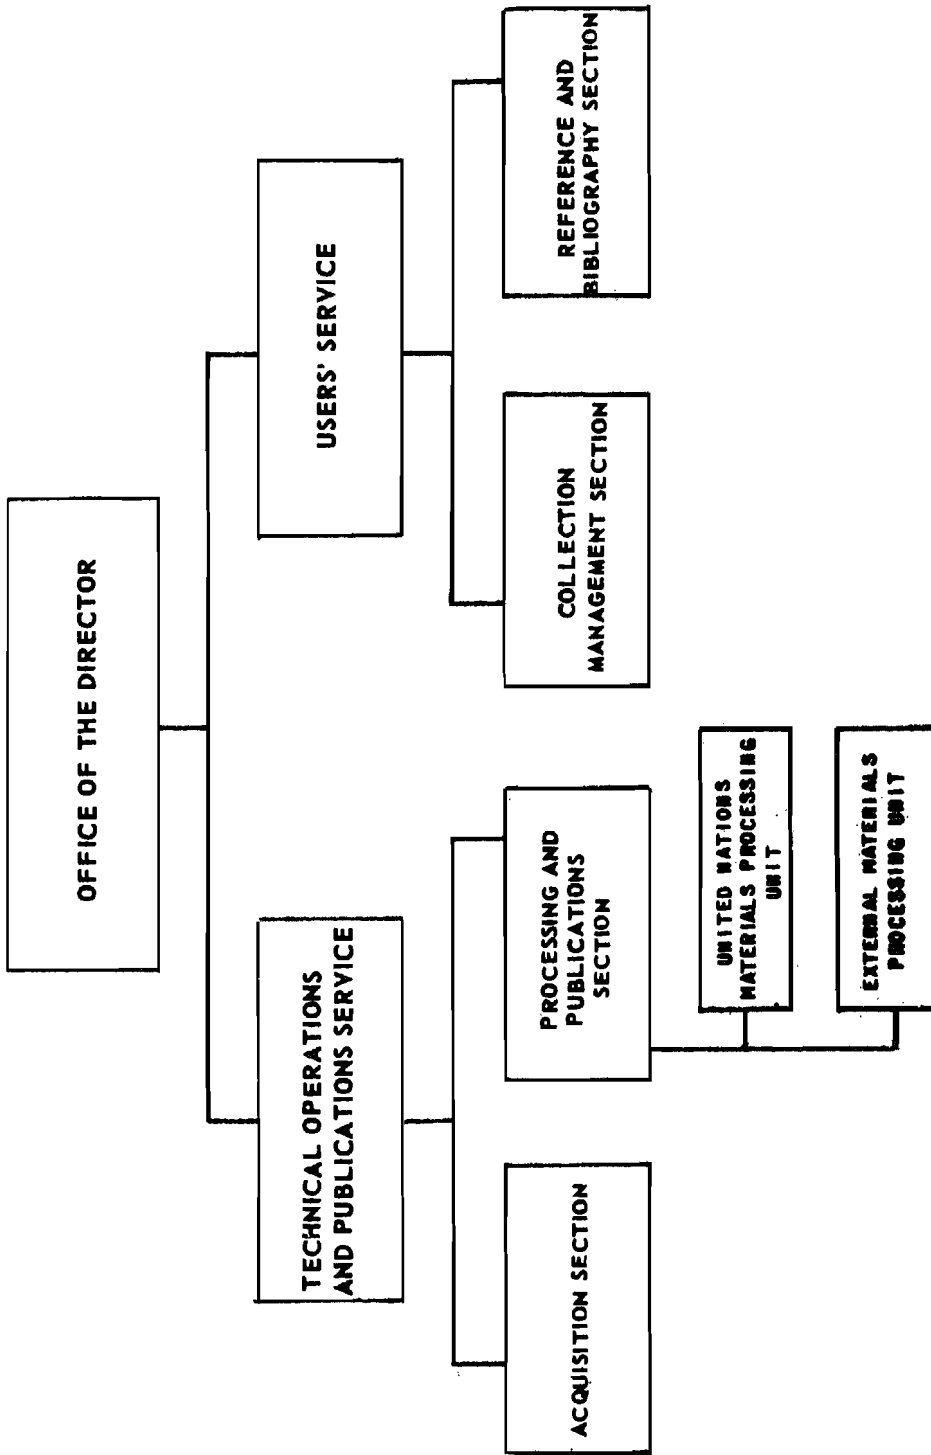 OFFICE OF THE DIRECTOR
TECHNICAL OPERATIONS
AND PUBLICATIONS SERVICE
USERS' SERVICE
ACQUISITION SECTION
PROCESSING AND
PUBLICATIONS
SECTION
COLLECTION
MANAGEMENT SECTION
REFERENCE AND
BIBLIOGRAPHY SECTION
UNITED NATIONS
MATERIALS PROCESSING
UNIT
EXTERNAL MATERIALS
PROCESSING UNIT